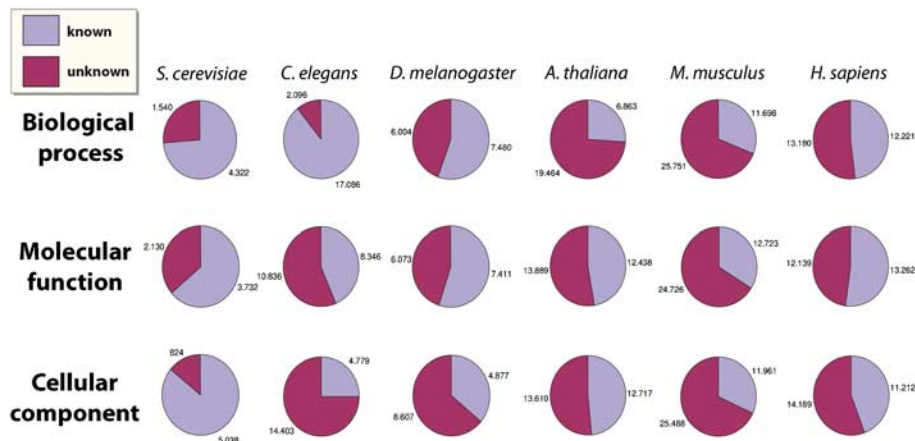 known
unknown
S. cerevisiae C. elegans D. melanogaster A. thaliana M. musculus H. sapiens
Biological
process
1.540 4.322
2.096 17.086
6.004 7.480
6.863 19.464
11.698 25.751
13.180 12.221
Molecular
function
2.130 3.732
10.836 8.346
6.073 7.411
13.889 12.438
12.723 24.726
12.139 13.262
Cellular
component
824 5.038
4.779 14.403
4.877 8.607
13.610 12.717
11.961 25.488
14.189 11.212